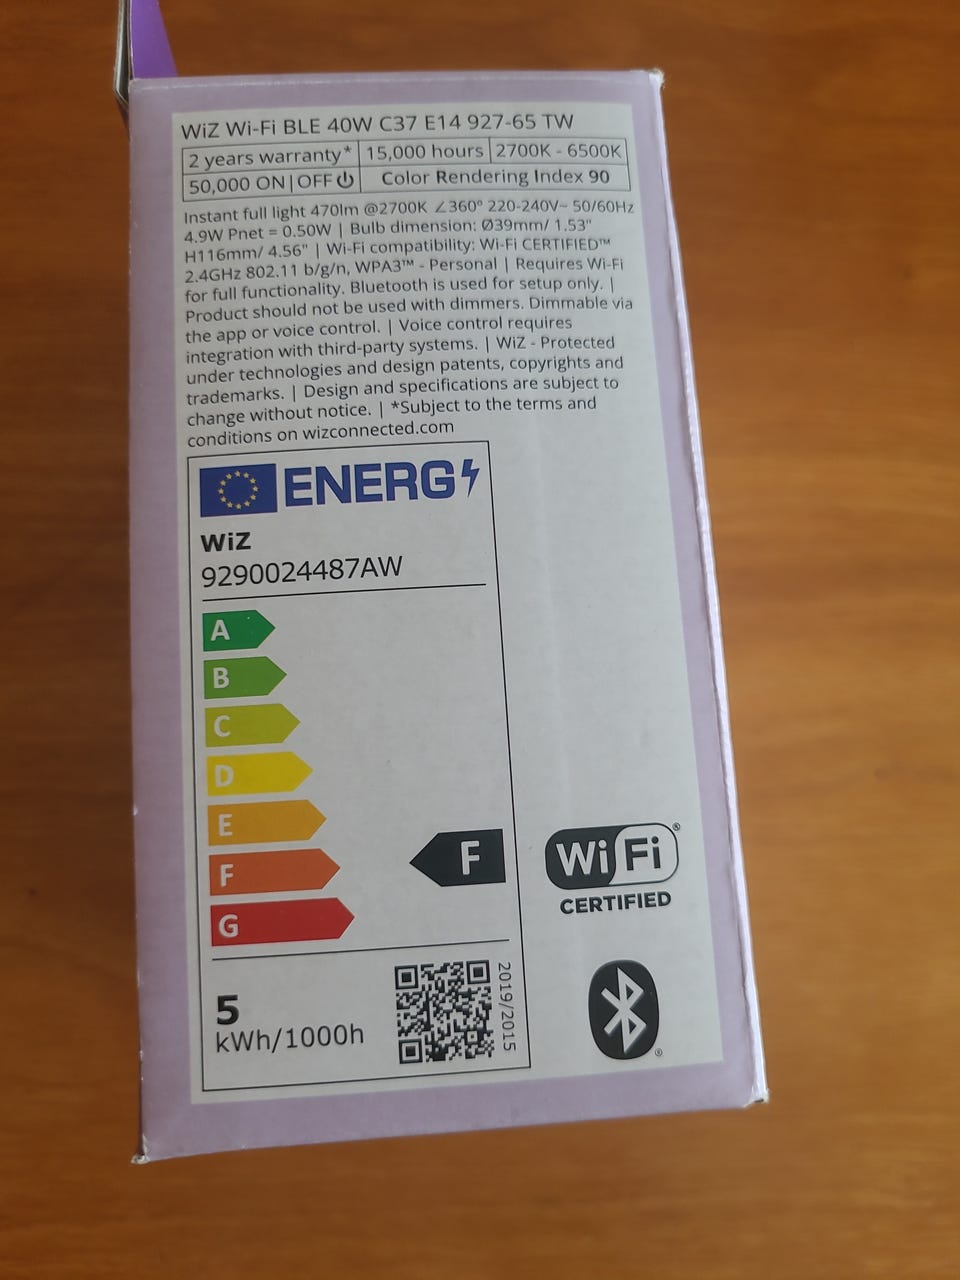 WiZ Wi-Fi BLE 40W C37 E14 927-65 TW
2 years warranty* 15,000 hours 2700K - 6500K
50,000 ON|OFF Color Rendering Index 90
Instant full light 470lm @2700K ∠360° 220-240V~ 50/60Hz
4.9W Pnet = 0.50W | Bulb dimension: Ø39mm/ 1.53"
H116mm/ 4.56" | Wi-Fi compatibility: Wi-Fi CERTIFIED™
2.4GHz 802.11 b/g/n, WPA3™ - Personal | Requires Wi-Fi
for full functionality. Bluetooth is used for setup only. |
Product should not be used with dimmers. Dimmable via
the app or voice control. | Voice control requires
integration with third-party systems. | WiZ - Protected
under technologies and design patents, copyrights and
trademarks. | Design and specifications are subject to
change without notice. | *Subject to the terms and
conditions on wizconnected.com
ENERG
WiZ
9290024487AW
A
B
C
D
E
F
F
G
Wi Fi ®
CERTIFIED
5
kWh/1000h
2019/2015
®